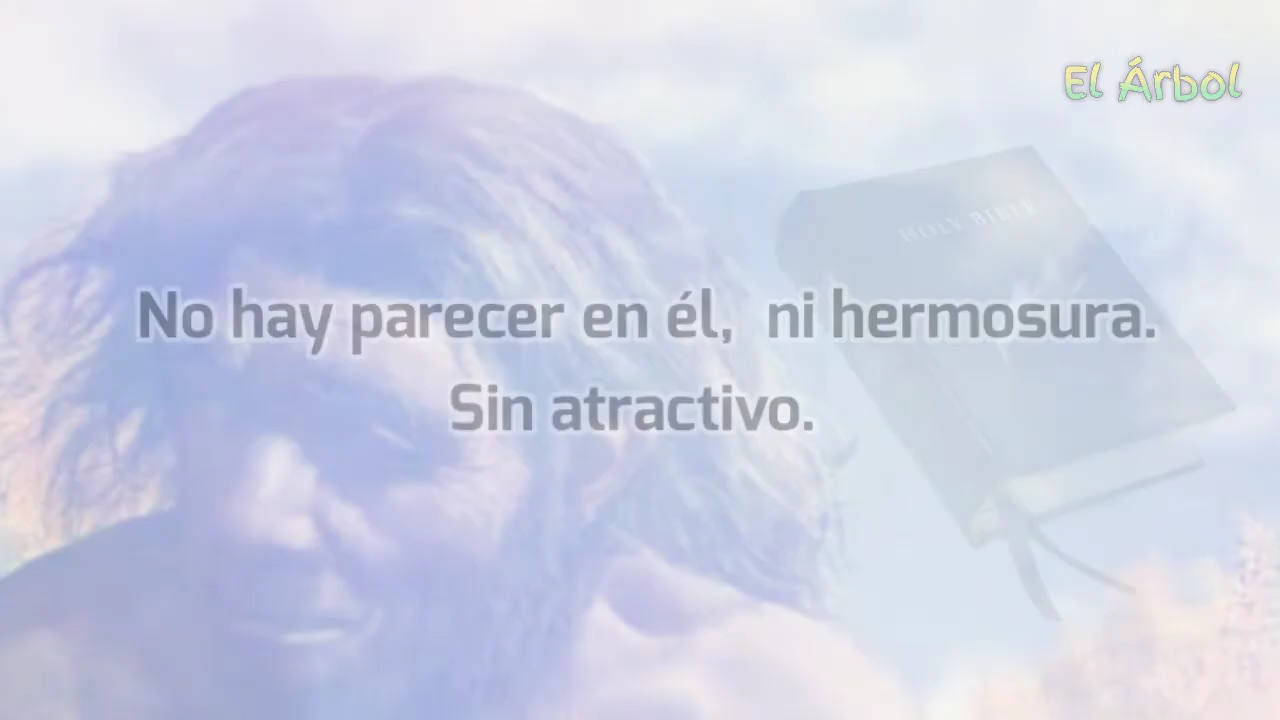 El Árbol
HOLY BIBLE
No hay parecer en él,  ni hermosura.
Sin atractivo.